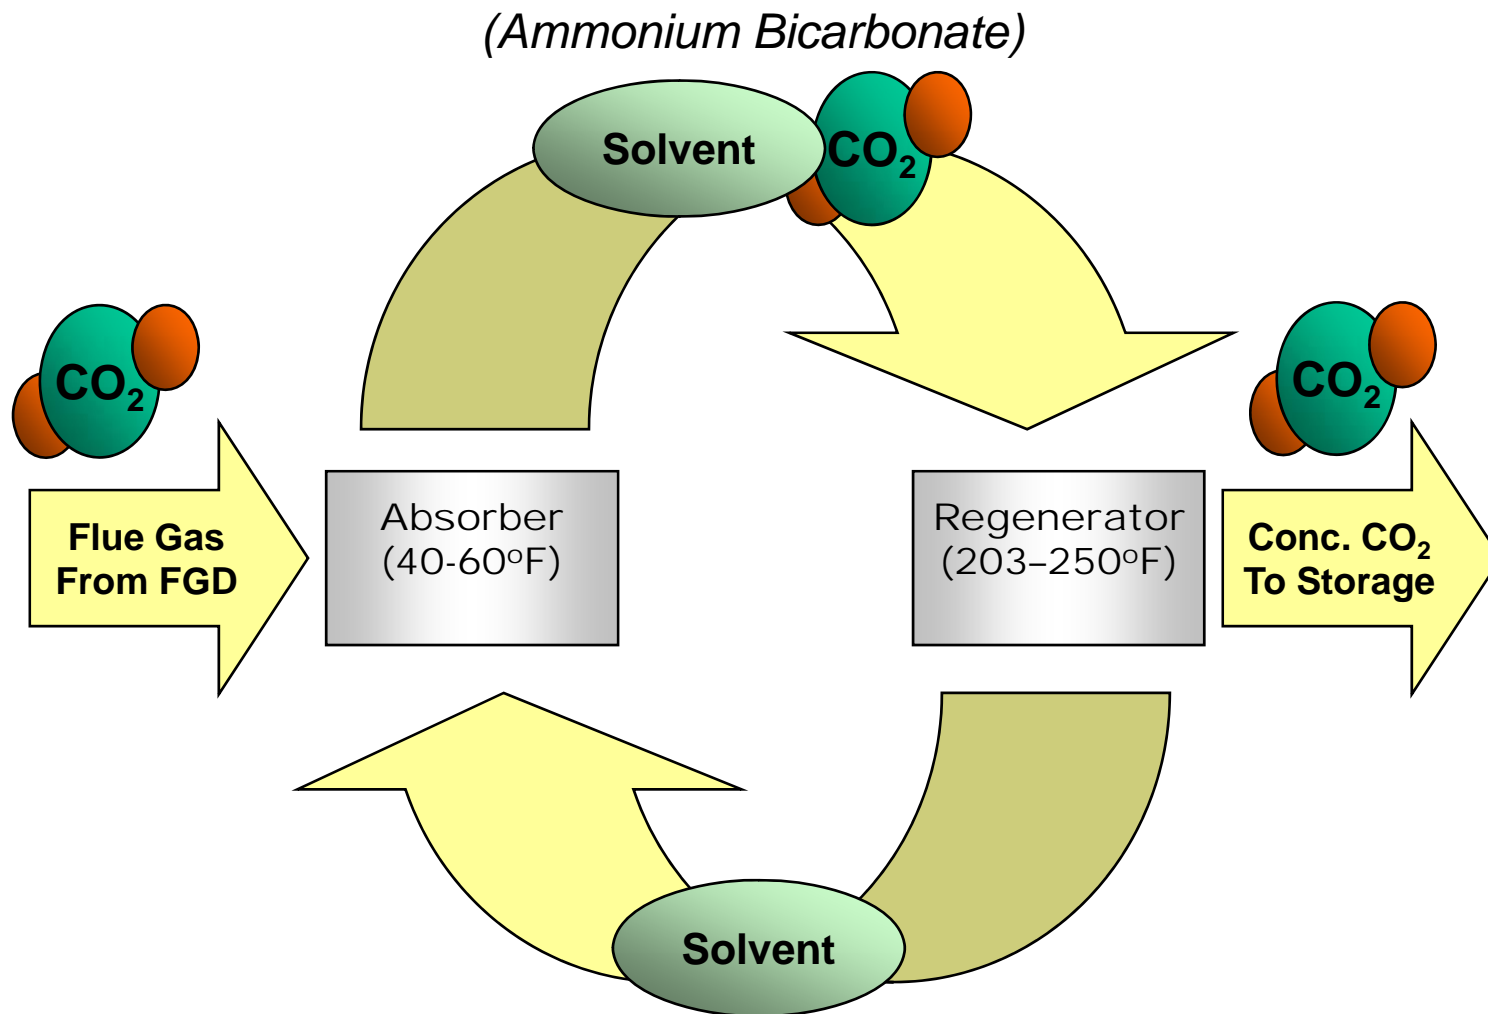 (Ammonium Bicarbonate)
Solvent
CO₂
CO₂
CO₂
Flue Gas
From FGD
Absorber
(40-60ºF)
Regenerator
(203–250ºF)
Conc. CO₂
To Storage
Solvent